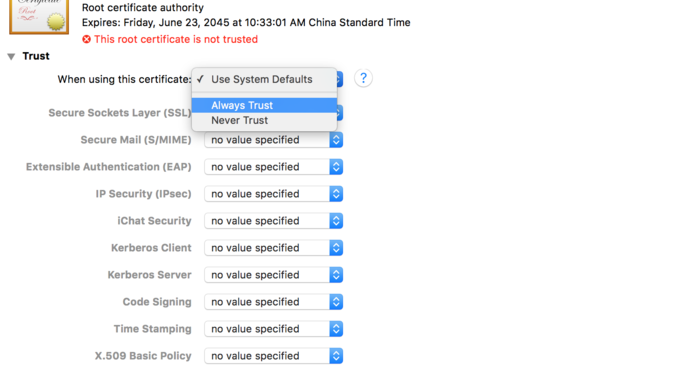 Root
Root certificate authority
Expires: Friday, June 23, 2045 at 10:33:01 AM China Standard Time
This root certificate is not trusted
Trust
When using this certificate: ✓ Use System Defaults ?
Always Trust
Never Trust
Secure Sockets Layer (SSL)
Secure Mail (S/MIME) no value specified
Extensible Authentication (EAP) no value specified
IP Security (IPsec) no value specified
iChat Security no value specified
Kerberos Client no value specified
Kerberos Server no value specified
Code Signing no value specified
Time Stamping no value specified
X.509 Basic Policy no value specified